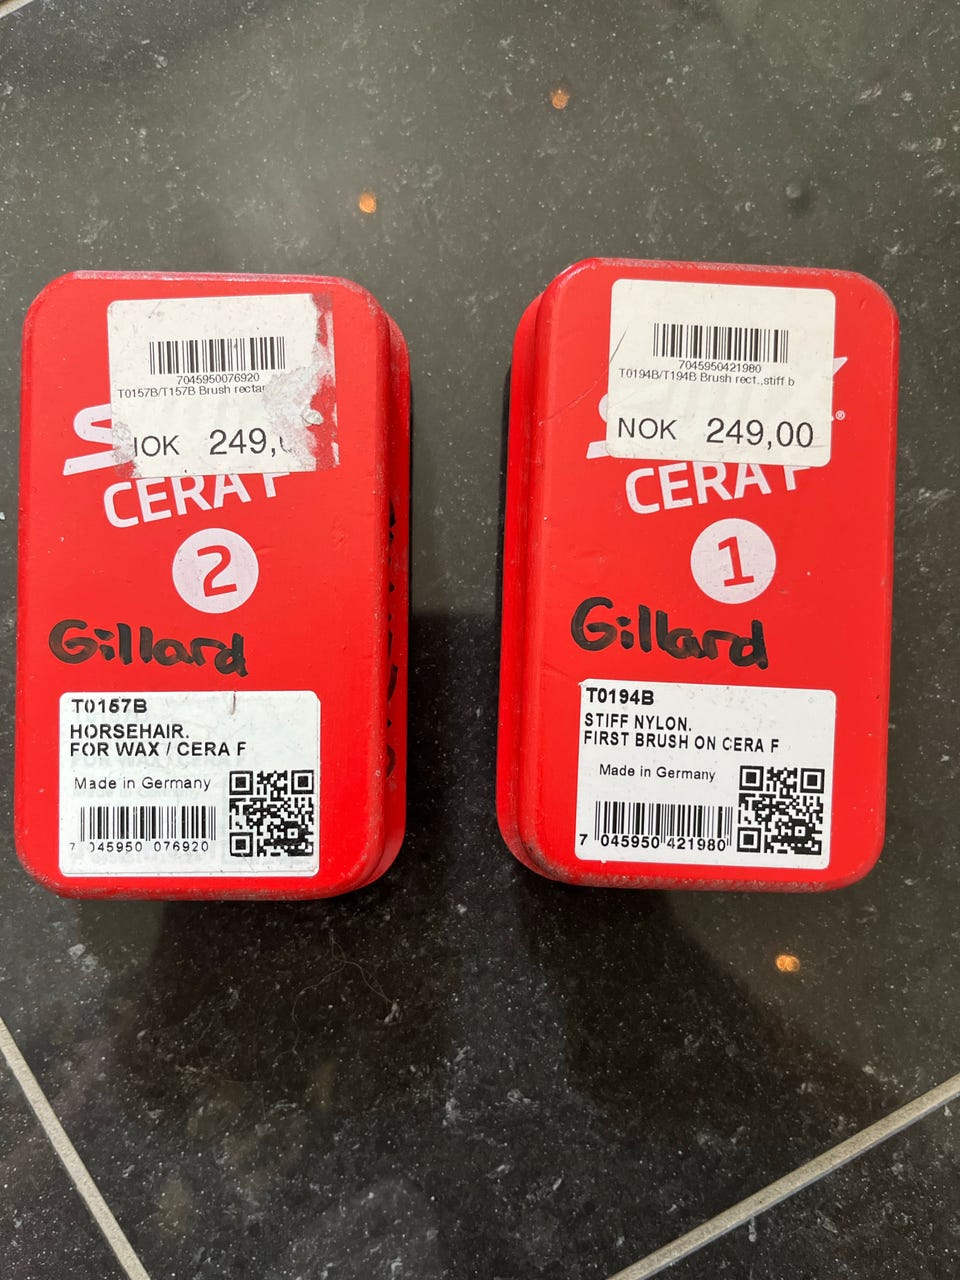 7045950076920
T0157B/T157B Brush
NOK 249,
CERA F
2
Gillard
T0157B
HORSEHAIR.
FOR WAX / CERA F
Made in Germany
7 045950 076920
7045950421980
T0194B/T194B Brush rect.,stiff b
NOK 249,00
CERA F
1
Gillard
T0194B
STIFF NYLON.
FIRST BRUSH ON CERA F
Made in Germany
7 045950 421980